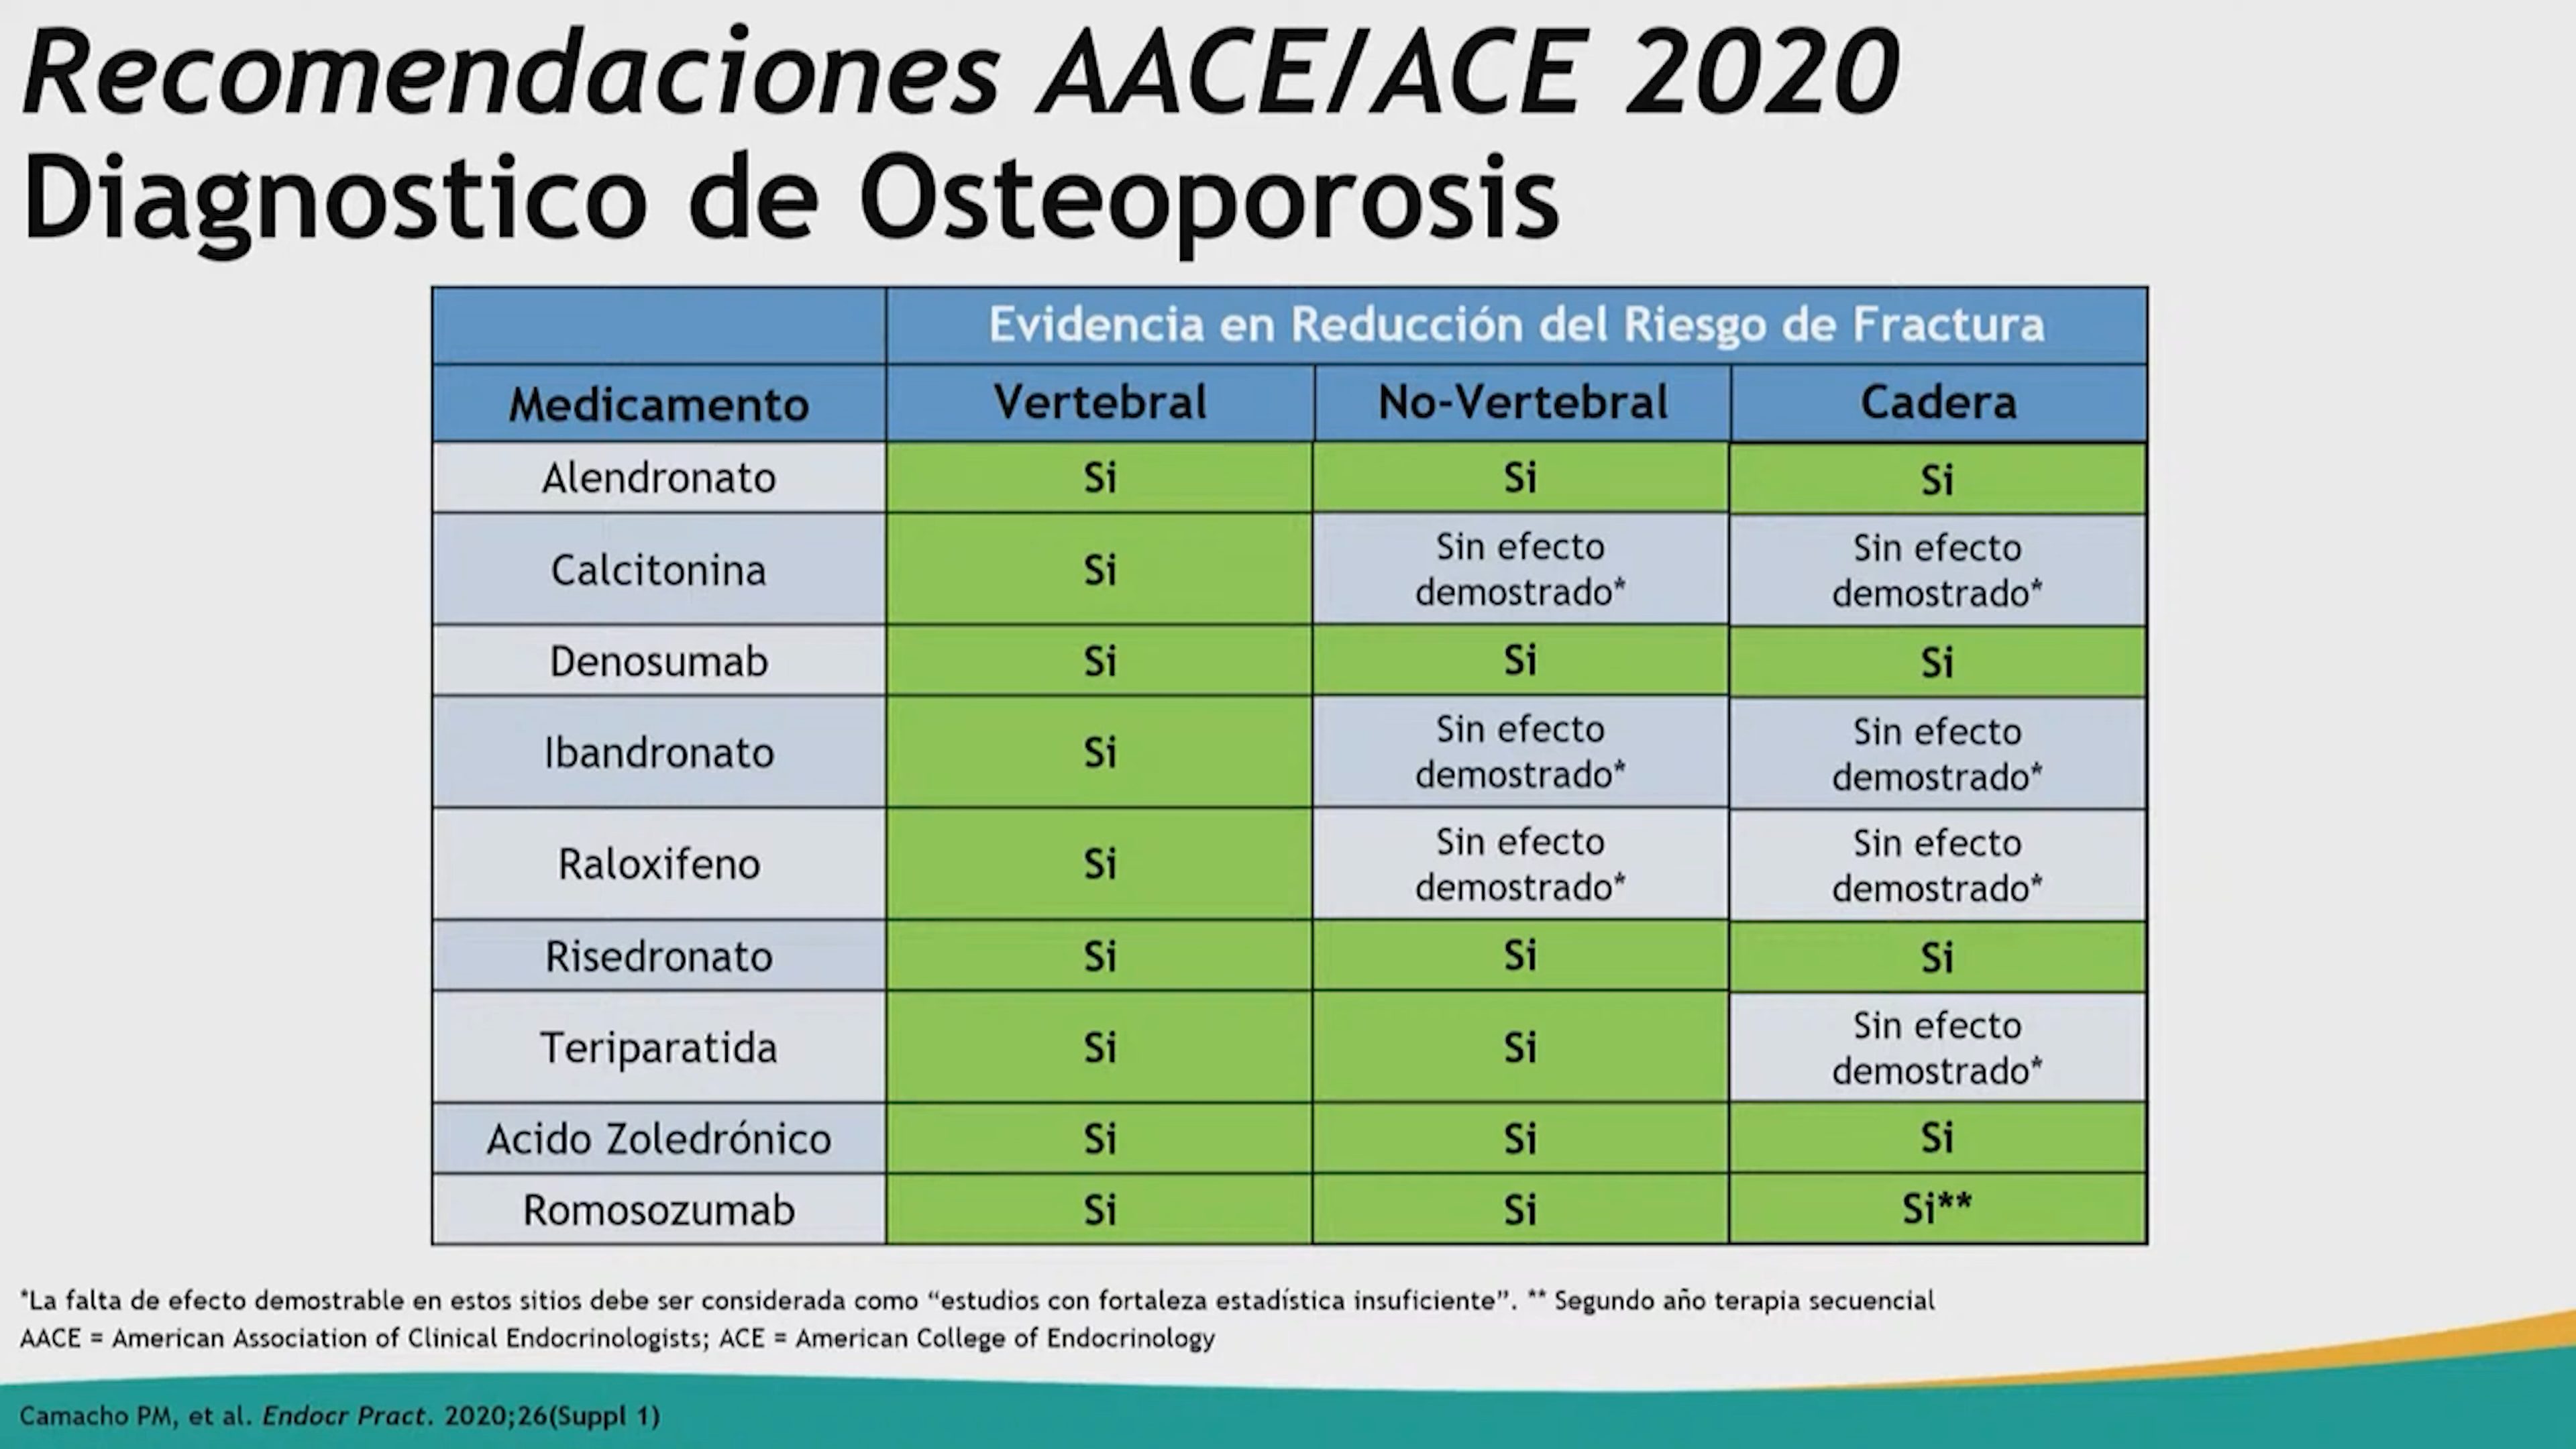 Recomendaciones AACE/ACE 2020
Diagnostico de Osteoporosis
Evidencia en Reducción del Riesgo de Fractura
Medicamento Vertebral No-Vertebral Cadera
Alendronato Si Si Si
Calcitonina Si Sin efecto demostrado* Sin efecto demostrado*
Denosumab Si Si Si
Ibandronato Si Sin efecto demostrado* Sin efecto demostrado*
Raloxifeno Si Sin efecto demostrado* Sin efecto demostrado*
Risedronato Si Si Si
Teriparatida Si Si Sin efecto demostrado*
Acido Zoledrónico Si Si Si
Romosozumab Si Si Si**
*La falta de efecto demostrable en estos sitios debe ser considerada como “estudios con fortaleza estadística insuficiente”. ** Segundo año terapia secuencial
AACE = American Association of Clinical Endocrinologists; ACE = American College of Endocrinology
Camacho PM, et al. Endocr Pract. 2020;26(Suppl 1)